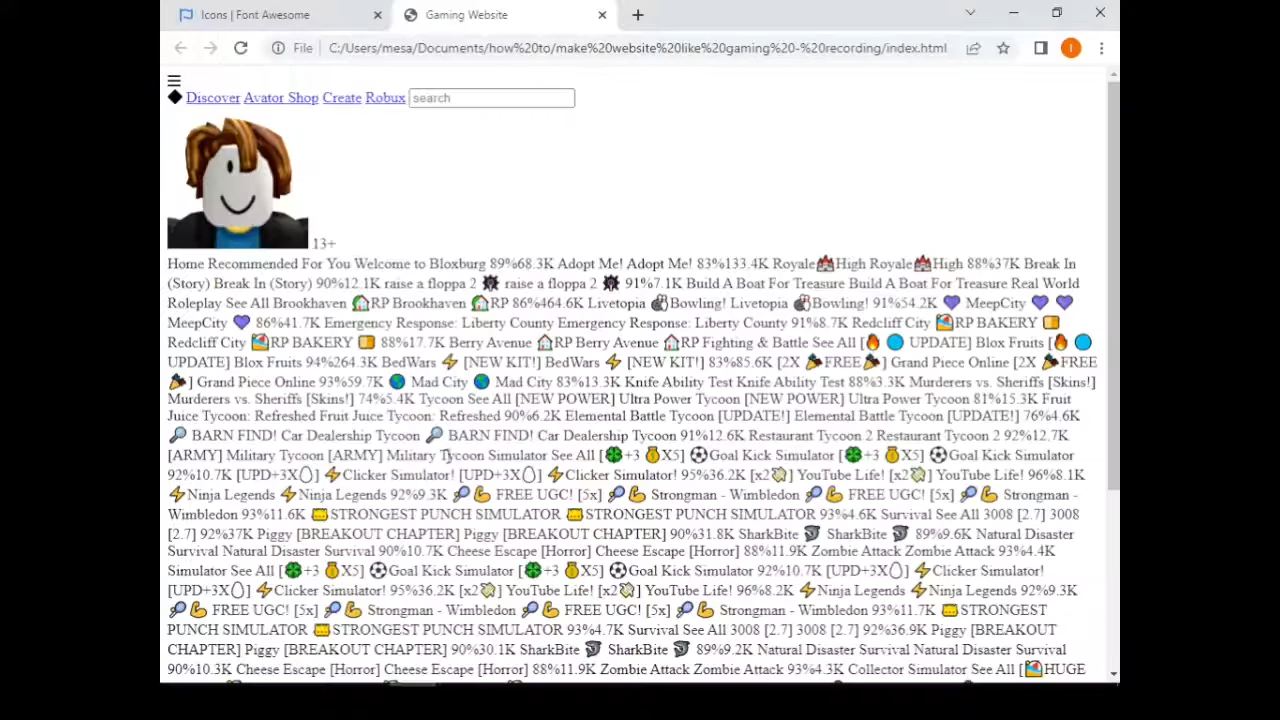 Icons | Font Awesome
Gaming Website
File | C:/Users/mesa/Documents/how%20to/make%20website%20like%20gaming%20-%20recording/index.html
I
Discover Avator Shop Create Robux search
13+
Home Recommended For You Welcome to Bloxburg 89%68.3K Adopt Me! Adopt Me! 83%133.4K Royale🏰High Royale🏰High 88%37K Break In
(Story) Break In (Story) 90%12.1K raise a floppa 2 raise a floppa 2 91%7.1K Build A Boat For Treasure Build A Boat For Treasure Real World
Roleplay See All Brookhaven 🏡RP Brookhaven 🏡RP 86%464.6K Livetopia 🎳Bowling! Livetopia 🎳Bowling! 91%54.2K 💜 MeepCity 💜 💜
MeepCity 💜 86%41.7K Emergency Response: Liberty County Emergency Response: Liberty County 91%8.7K Redcliff City 🏖RP BAKERY 🍞
Redcliff City 🏖RP BAKERY 🍞 88%17.7K Berry Avenue 🏠RP Berry Avenue 🏠RP Fighting & Battle See All [🔥 🔵 UPDATE] Blox Fruits [🔥 🔵
UPDATE] Blox Fruits 94%264.3K BedWars ⚡ [NEW KIT!] BedWars ⚡ [NEW KIT!] 83%85.6K [2X 🎉FREE🎉] Grand Piece Online [2X 🎉FREE
🎉] Grand Piece Online 93%59.7K 🌎 Mad City 🌎 Mad City 83%13.3K Knife Ability Test Knife Ability Test 88%3.3K Murderers vs. Sheriffs [Skins!]
Murderers vs. Sheriffs [Skins!] 74%5.4K Tycoon See All [NEW POWER] Ultra Power Tycoon [NEW POWER] Ultra Power Tycoon 81%15.3K Fruit
Juice Tycoon: Refreshed Fruit Juice Tycoon: Refreshed 90%6.2K Elemental Battle Tycoon [UPDATE!] Elemental Battle Tycoon [UPDATE!] 76%4.6K
🔎 BARN FIND! Car Dealership Tycoon 🔎 BARN FIND! Car Dealership Tycoon 91%12.6K Restaurant Tycoon 2 Restaurant Tycoon 2 92%12.7K
[ARMY] Military Tycoon [ARMY] Military Tycoon Simulator See All [🍀+3 💰X5] ⚽Goal Kick Simulator [🍀+3 💰X5] ⚽Goal Kick Simulator
92%10.7K [UPD+3X🥚] ⚡Clicker Simulator! [UPD+3X🥚] ⚡Clicker Simulator! 95%36.2K [x2💸] YouTube Life! [x2💸] YouTube Life! 96%8.1K
⚡Ninja Legends ⚡Ninja Legends 92%9.3K 🎾💪 FREE UGC! [5x] 🎾💪 Strongman - Wimbledon 🎾💪 FREE UGC! [5x] 🎾💪 Strongman -
Wimbledon 93%11.6K 👊STRONGEST PUNCH SIMULATOR 👊STRONGEST PUNCH SIMULATOR 93%4.6K Survival See All 3008 [2.7] 3008
[2.7] 92%37K Piggy [BREAKOUT CHAPTER] Piggy [BREAKOUT CHAPTER] 90%31.8K SharkBite 🌪 SharkBite 🌪 89%9.6K Natural Disaster
Survival Natural Disaster Survival 90%10.7K Cheese Escape [Horror] Cheese Escape [Horror] 88%11.9K Zombie Attack Zombie Attack 93%4.4K
Simulator See All [🍀+3 💰X5] ⚽Goal Kick Simulator [🍀+3 💰X5] ⚽Goal Kick Simulator 92%10.7K [UPD+3X🥚] ⚡Clicker Simulator!
[UPD+3X🥚] ⚡Clicker Simulator! 95%36.2K [x2💸] YouTube Life! [x2💸] YouTube Life! 96%8.2K ⚡Ninja Legends ⚡Ninja Legends 92%9.3K
🎾💪 FREE UGC! [5x] 🎾💪 Strongman - Wimbledon 🎾💪 FREE UGC! [5x] 🎾💪 Strongman - Wimbledon 93%11.7K 👊STRONGEST
PUNCH SIMULATOR 👊STRONGEST PUNCH SIMULATOR 93%4.7K Survival See All 3008 [2.7] 3008 [2.7] 92%36.9K Piggy [BREAKOUT
CHAPTER] Piggy [BREAKOUT CHAPTER] 90%30.1K SharkBite 🌪 SharkBite 🌪 89%9.2K Natural Disaster Survival Natural Disaster Survival
90%10.3K Cheese Escape [Horror] Cheese Escape [Horror] 88%11.9K Zombie Attack Zombie Attack 93%4.3K Collector Simulator See All [🏖HUGE